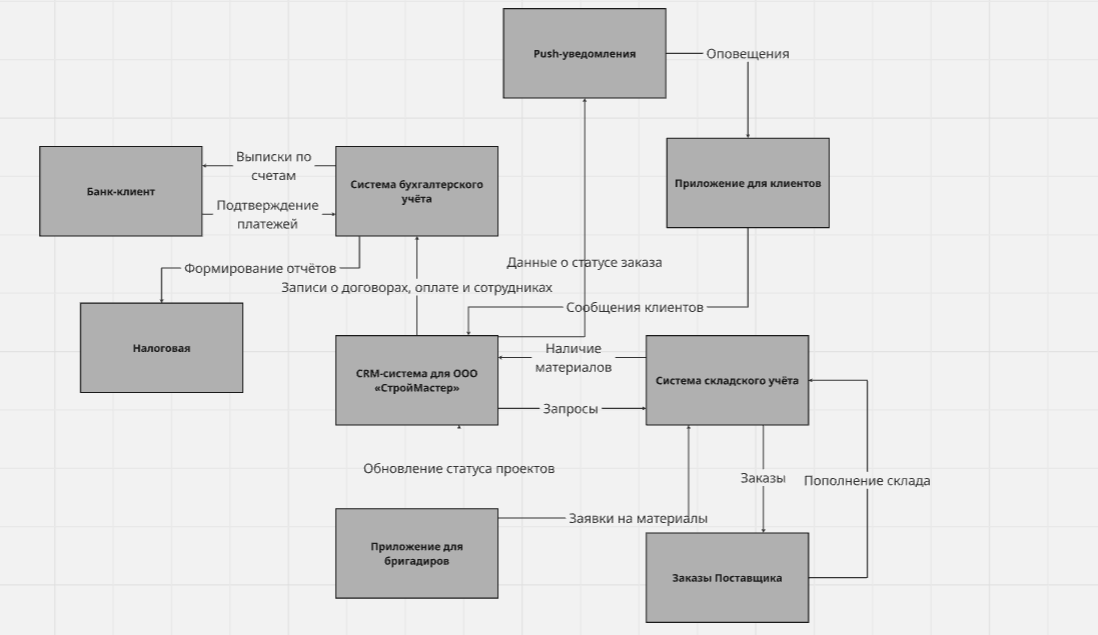 Push-уведомления
Оповещения
Банк-клиент
Выписки по
счетам
Подтверждение
платежей
Система бухгалтерского
учёта
Приложение для клиентов
Формирование отчётов
Данные о статусе заказа
Записи о договорах, оплате и сотрудниках
Сообщения клиентов
Налоговая
CRM-система для ООО
«СтройМастер»
Наличие
материалов
Запросы
Система складского учёта
Обновление статуса проектов
Заказы
Пополнение склада
Заявки на материалы
Приложение для
бригадиров
Заказы Поставщика